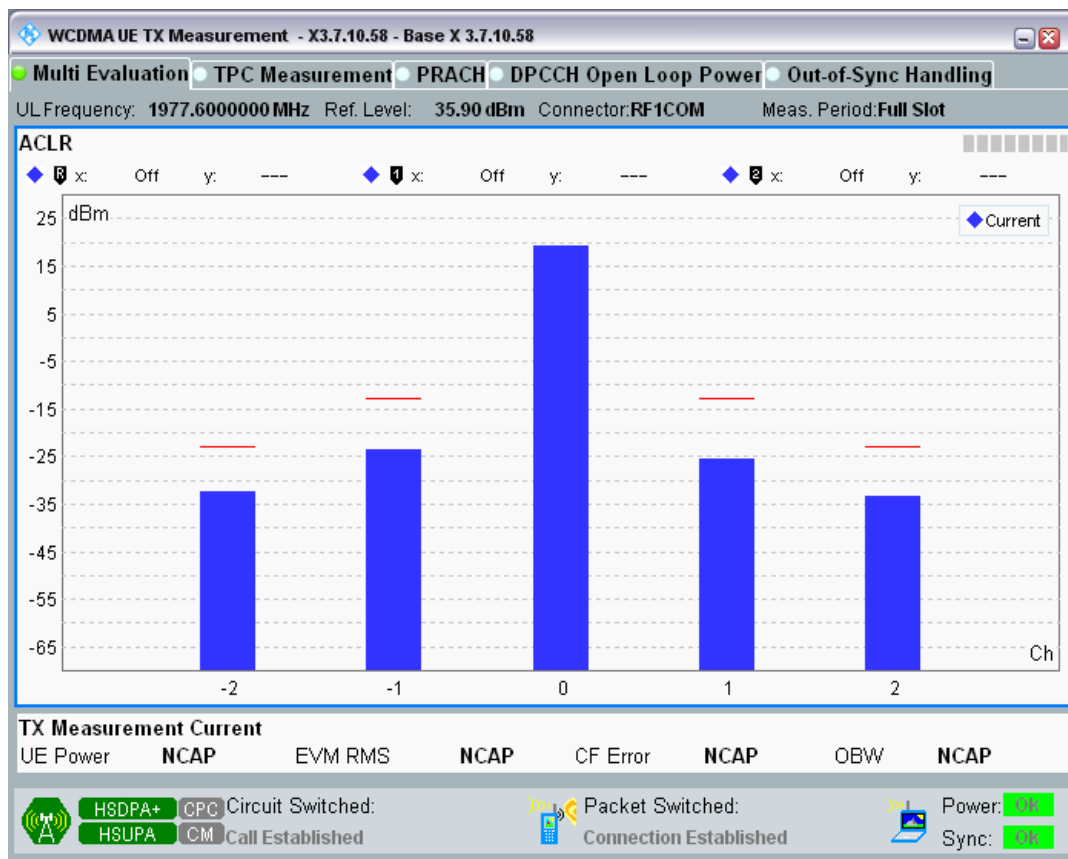 WCDMA UE TX Measurement - X3.7.10.58 - Base X 3.7.10.58
Multi Evaluation TPC Measurement PRACH DPCCH Open Loop Power Out-of-Sync Handling
UL Frequency: 1977.6000000 MHz Ref. Level: 35.90 dBm Connector:RF1COM Meas. Period:Full Slot
ACLR
R x: Off y: --- 1 x: Off y: --- 2 x: Off y: ---
dBm
Current
25
15
5
-5
-15
-25
-35
-45
-55
-65
Ch
-2 -1 0 1 2
TX Measurement Current
UE Power NCAP EVM RMS NCAP CF Error NCAP OBW NCAP
HSDPA+ CPC Circuit Switched: Packet Switched: Power: OK
HSUPA CM Call Established Connection Established Sync: OK